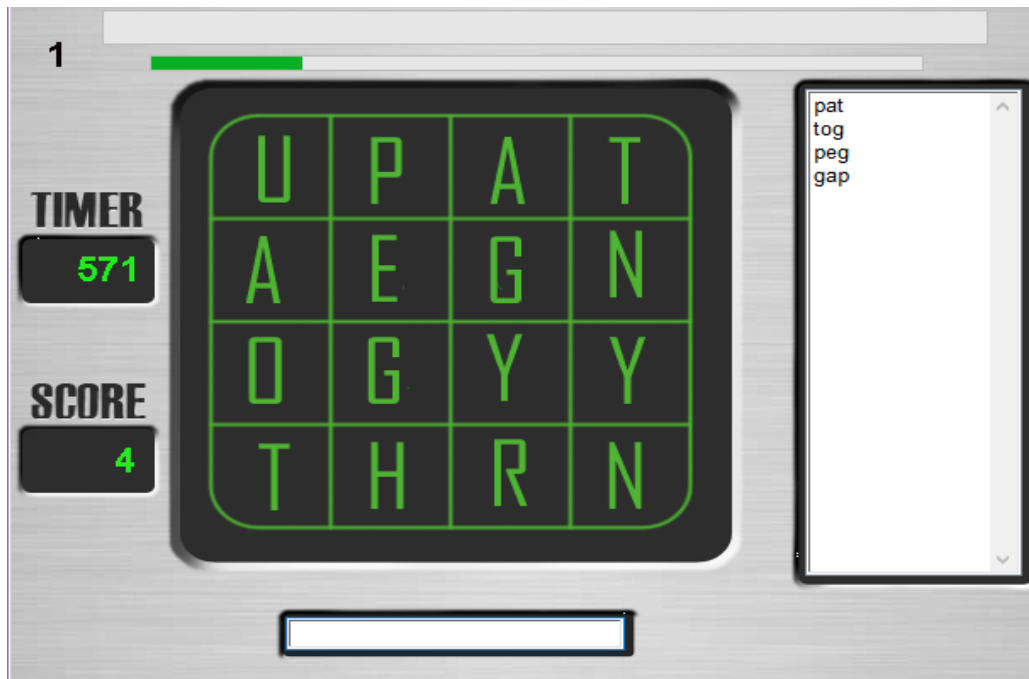 1
U P A T
A E G N
O G Y Y
T H R N
TIMER
571
SCORE
4
pat
tog
peg
gap